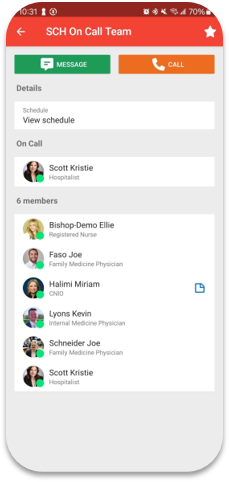 10:31
70%
SCH On Call Team
MESSAGE
CALL
Details
Schedule
View schedule
On Call
Scott Kristie
Hospitalist
6 members
Bishop-Demo Ellie
Registered Nurse
Faso Joe
Family Medicine Physician
Halimi Miriam
CNIO
Lyons Kevin
Internal Medicine Physician
Schneider Joe
Family Medicine Physician
Scott Kristie
Hospitalist